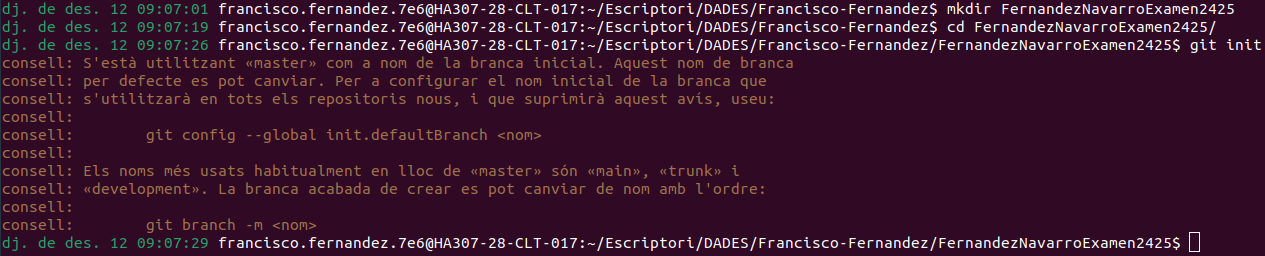 dj. de des. 12 09:07:01 francisco.fernandez.7e6@HA307-28-CLT-017:~/Escriptori/DADES/Francisco-Fernandez$ mkdir FernandezNavarroExamen2425
dj. de des. 12 09:07:19 francisco.fernandez.7e6@HA307-28-CLT-017:~/Escriptori/DADES/Francisco-Fernandez$ cd FernandezNavarroExamen2425/
dj. de des. 12 09:07:26 francisco.fernandez.7e6@HA307-28-CLT-017:~/Escriptori/DADES/Francisco-Fernandez/FernandezNavarroExamen2425$ git init
consell: S'està utilitzant «master» com a nom de la branca inicial. Aquest nom de branca
consell: per defecte es pot canviar. Per a configurar el nom inicial de la branca que
consell: s'utilitzarà en tots els repositoris nous, i que suprimirà aquest avís, useu:
consell:
consell: 	git config --global init.defaultBranch <nom>
consell:
consell: Els noms més usats habitualment en lloc de «master» són «main», «trunk» i
consell: «development». La branca acabada de crear es pot canviar de nom amb l'ordre:
consell:
consell: 	git branch -m <nom>
dj. de des. 12 09:07:29 francisco.fernandez.7e6@HA307-28-CLT-017:~/Escriptori/DADES/Francisco-Fernandez/FernandezNavarroExamen2425$